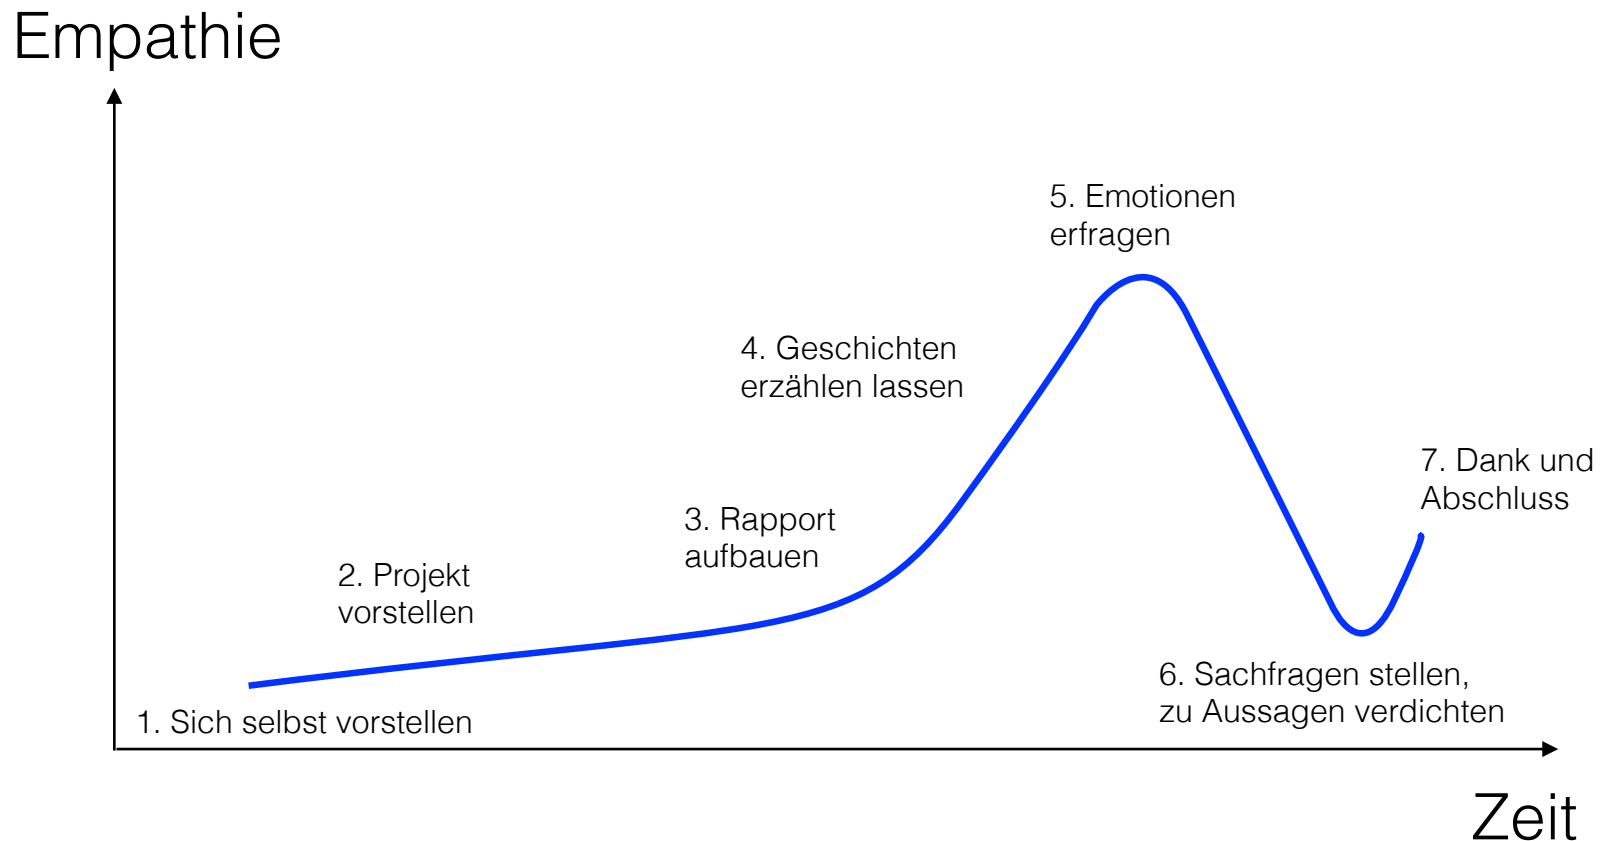 Empathie
5. Emotionen
erfragen
4. Geschichten
erzählen lassen
7. Dank und
Abschluss
3. Rapport
aufbauen
2. Projekt
vorstellen
6. Sachfragen stellen,
zu Aussagen verdichten
1. Sich selbst vorstellen
Zeit